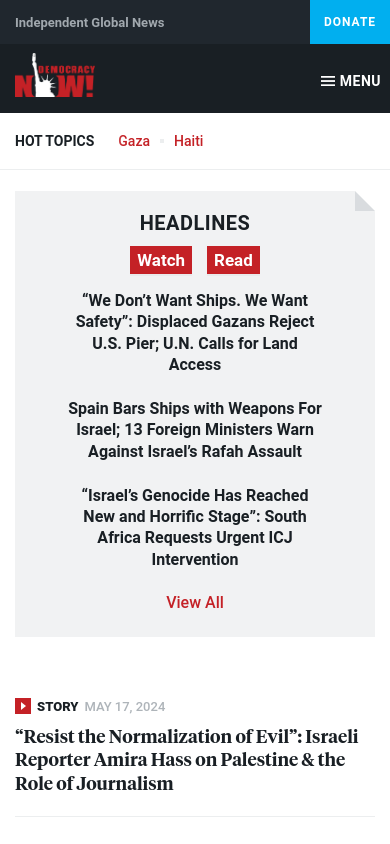 Independent Global News
DONATE
DEMOCRACY
NOW!
MENU
HOT TOPICS
Gaza
Haiti
HEADLINES
Watch
Read
“We Don’t Want Ships. We Want
Safety”: Displaced Gazans Reject
U.S. Pier; U.N. Calls for Land
Access
Spain Bars Ships with Weapons For
Israel; 13 Foreign Ministers Warn
Against Israel’s Rafah Assault
“Israel’s Genocide Has Reached
New and Horrific Stage”: South
Africa Requests Urgent ICJ
Intervention
View All
STORY MAY 17, 2024
“Resist the Normalization of Evil”: Israeli
Reporter Amira Hass on Palestine & the
Role of Journalism